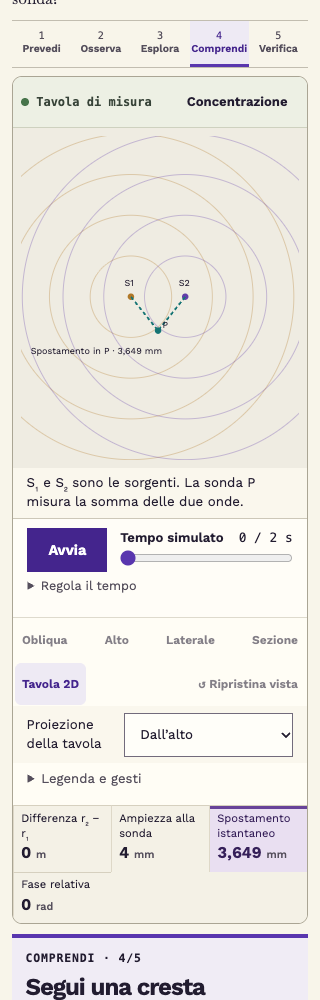 sonda?
1 2 3 4 5
Prevedi Osserva Esplora Comprendi Verifica
Tavola di misura Concentrazione
S1 S2
P
Spostamento in P · 3,649 mm
S₁ e S₂ sono le sorgenti. La sonda P
misura la somma delle due onde.
Avvia
Tempo simulato 0 / 2 s
▶ Regola il tempo
Obliqua Alto Laterale Sezione
Tavola 2D ↺ Ripristina vista
Proiezione
della tavola
Dall’alto
▶ Legenda e gesti
Differenza r₂ −
r₁
0 m
Ampiezza alla
sonda
4 mm
Spostamento
istantaneo
3,649 mm
Fase relativa
0 rad
COMPRENDI · 4/5
Segui una cresta